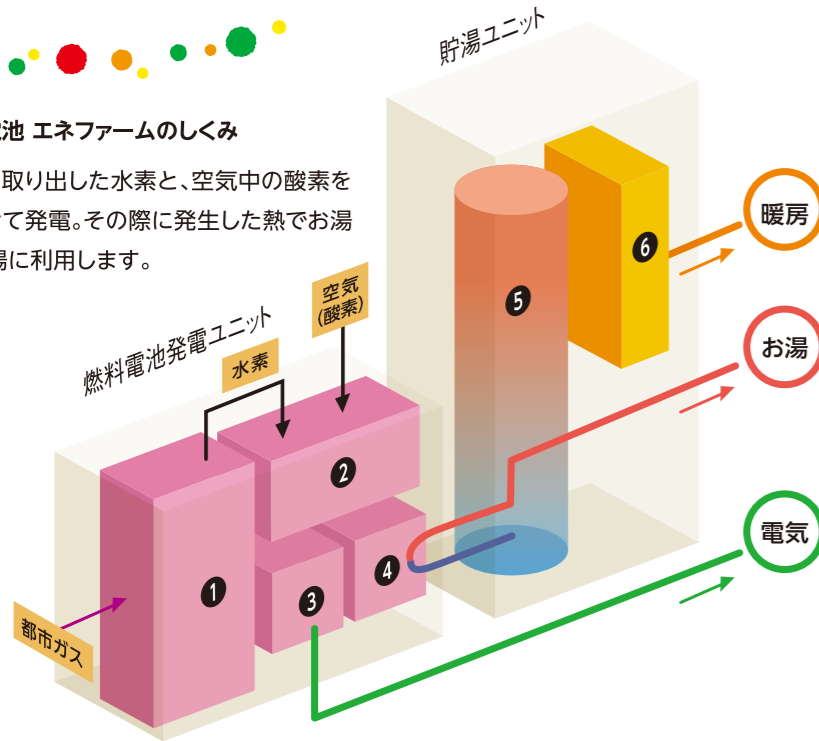 池 エネファームのしくみ
取り出した水素と、空気中の酸素を
て発電。その際に発生した熱でお湯
湯に利用します。
貯湯ユニット
燃料電池発電ユニット
空気
(酸素)
水素
都市ガス
1
2
3
4
5
6
暖房
お湯
電気